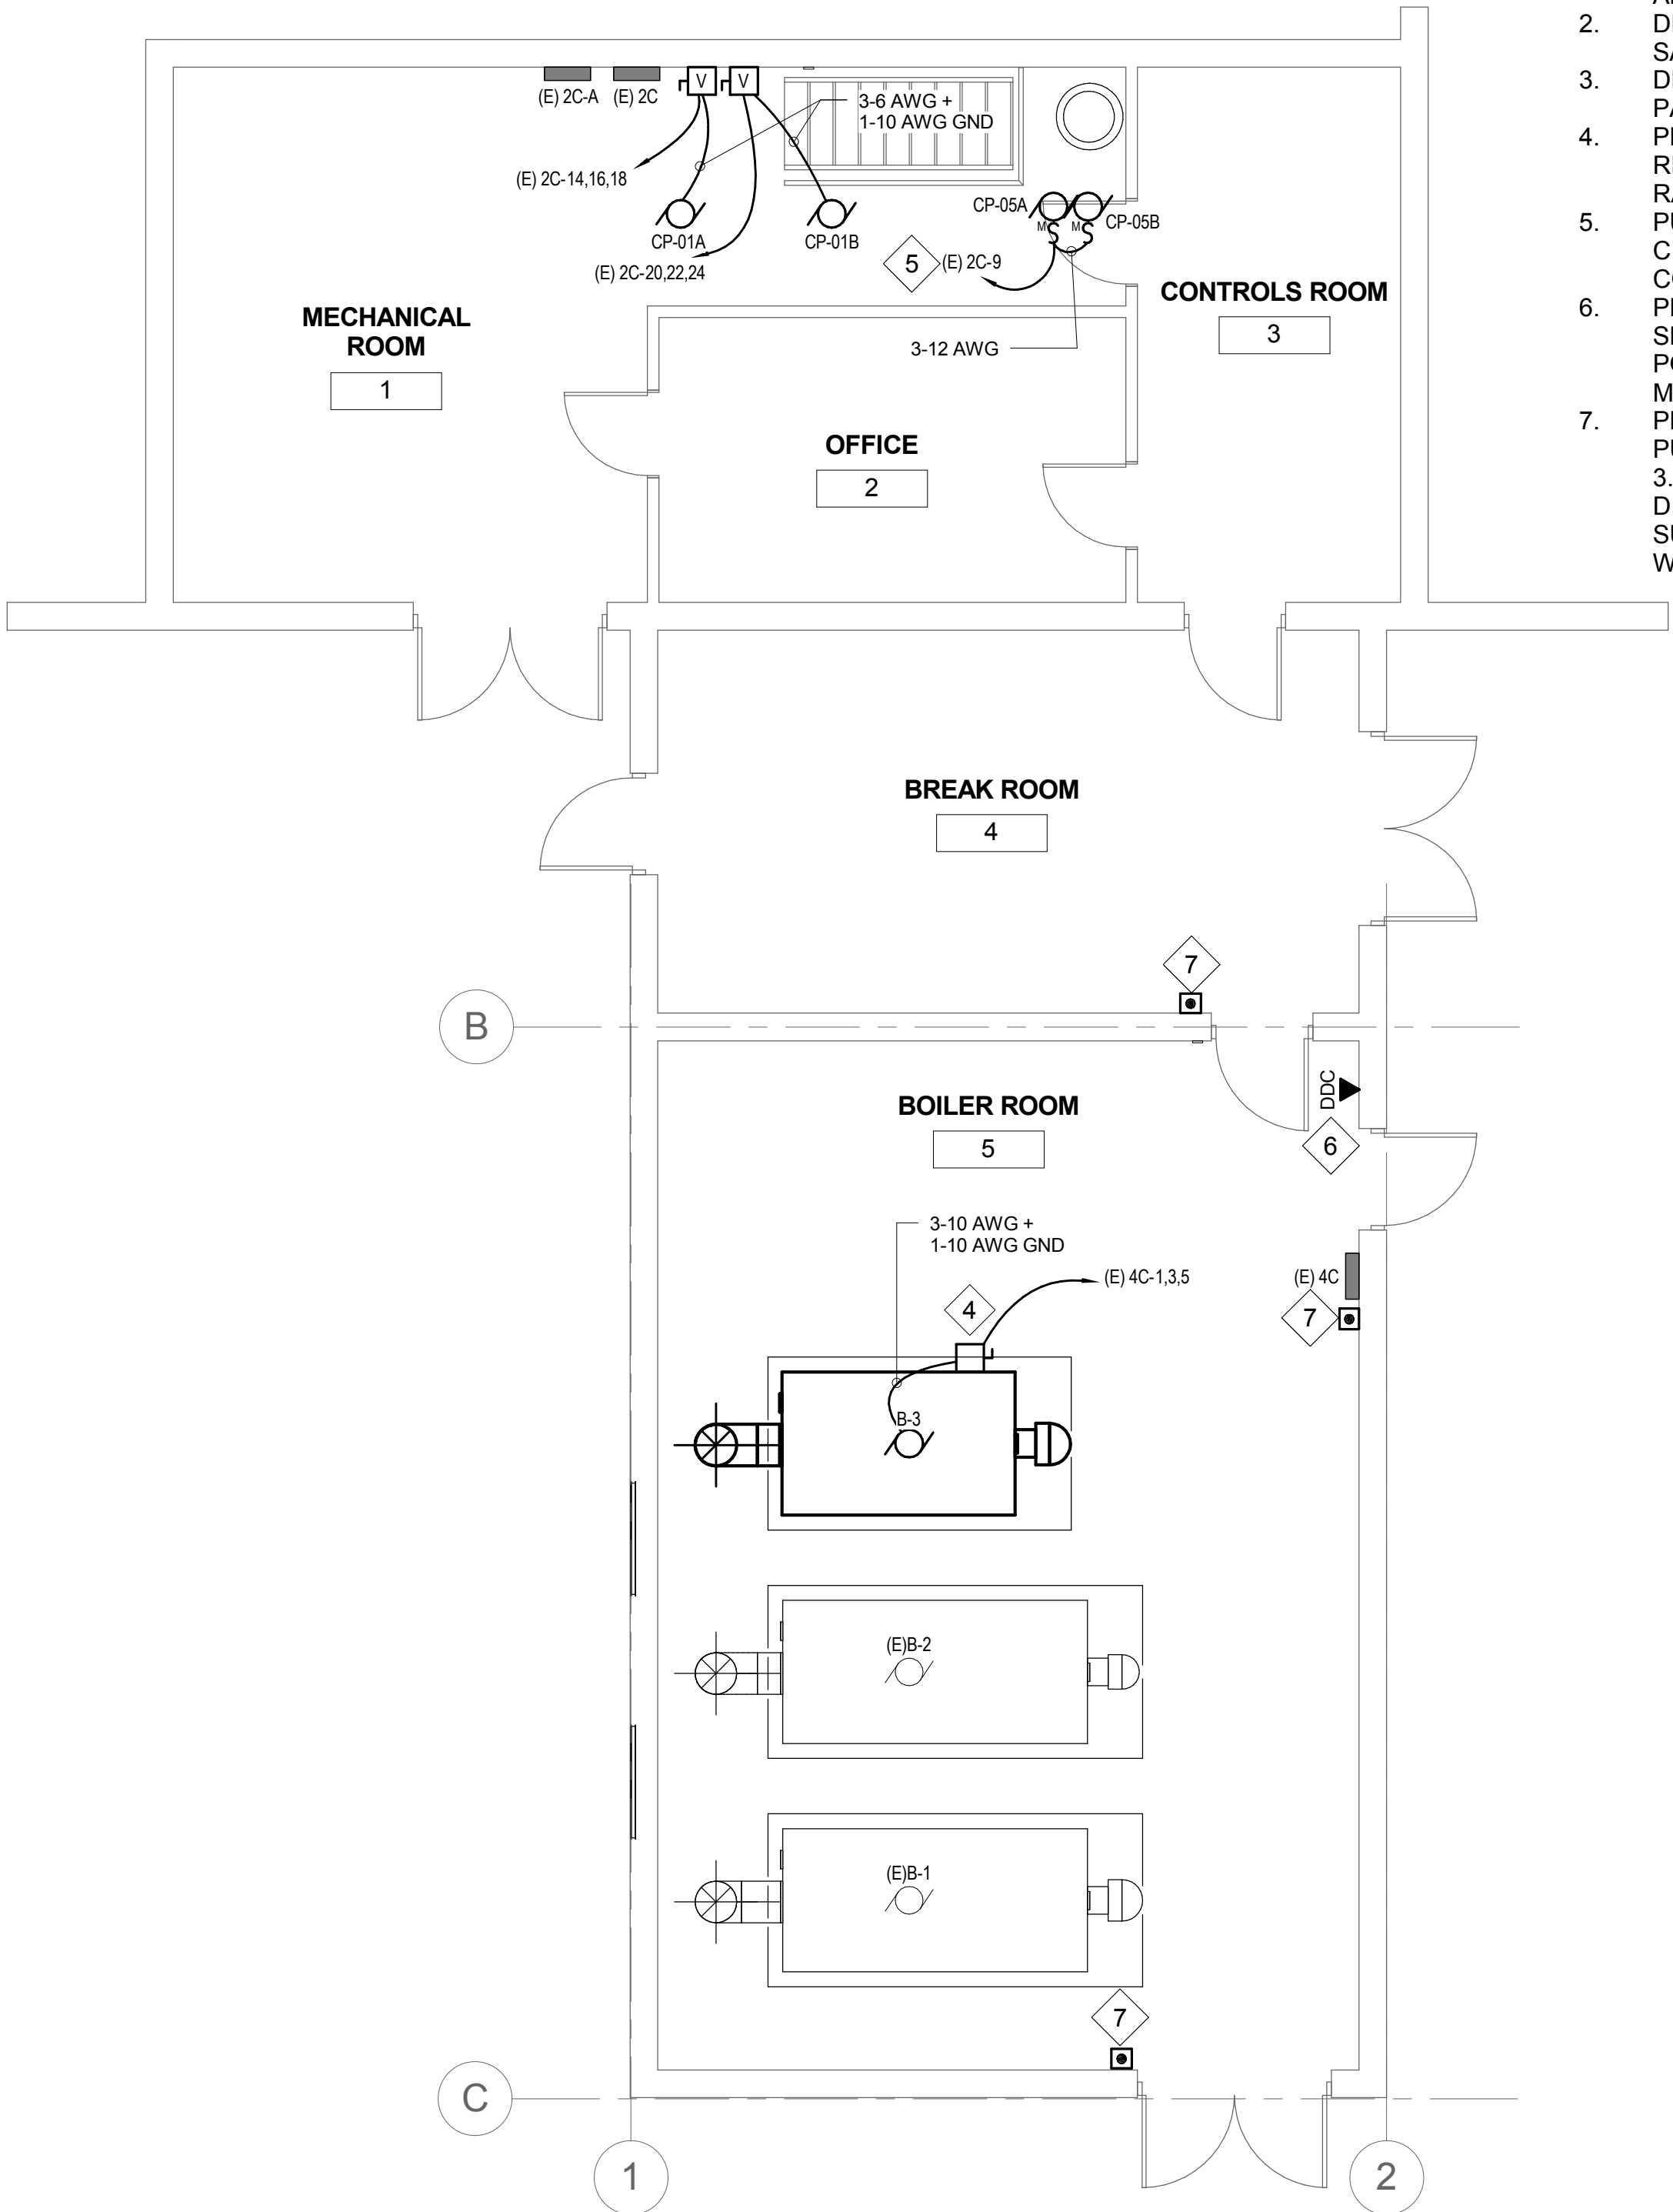 2.
3.
4.
5.
6.
7.
3.
(E) 2C-A
(E) 2C
V
V
3-6 AWG +
1-10 AWG GND
(E) 2C-14,16,18
CP-01A
CP-01B
(E) 2C-20,22,24
CP-05A
CP-05B
M
M
5
(E) 2C-9
3-12 AWG
MECHANICAL
ROOM
1
CONTROLS ROOM
3
OFFICE
2
BREAK ROOM
4
7
B
DDC
6
BOILER ROOM
5
3-10 AWG +
1-10 AWG GND
(E) 4C-1,3,5
4
(E) 4C
7
B-3
(E)B-2
(E)B-1
7
C
1
2